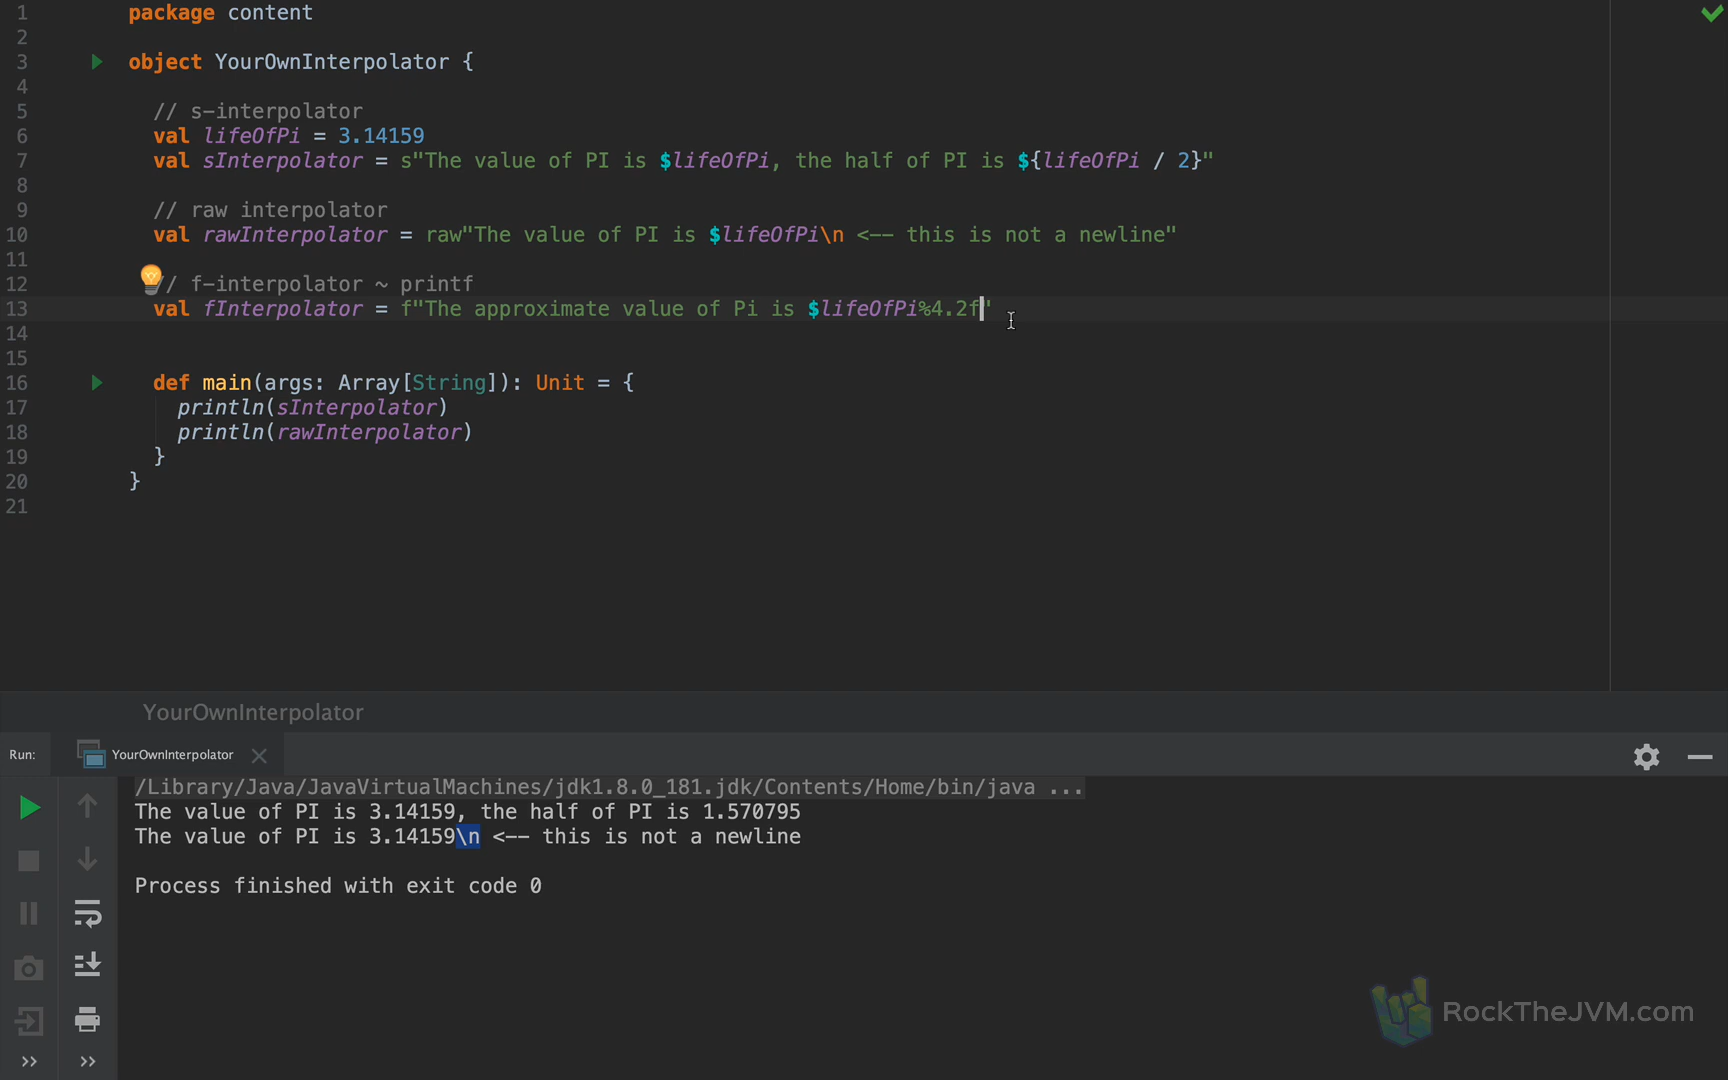 1 package content
2
3 object YourOwnInterpolator {
4
5 // s-interpolator
6 val lifeOfPi = 3.14159
7 val sInterpolator = s"The value of PI is $lifeOfPi, the half of PI is ${lifeOfPi / 2}"
8
9 // raw interpolator
10 val rawInterpolator = raw"The value of PI is $lifeOfPi\n <-- this is not a newline"
11
12 // f-interpolator ~ printf
13 val fInterpolator = f"The approximate value of Pi is $lifeOfPi%4.2f"
14
15
16 def main(args: Array[String]): Unit = {
17 println(sInterpolator)
18 println(rawInterpolator)
19 }
20 }
21
YourOwnInterpolator
Run: YourOwnInterpolator
/Library/Java/JavaVirtualMachines/jdk1.8.0_181.jdk/Contents/Home/bin/java ...
The value of PI is 3.14159, the half of PI is 1.570795
The value of PI is 3.14159\n <-- this is not a newline
Process finished with exit code 0
RockTheJVM.com